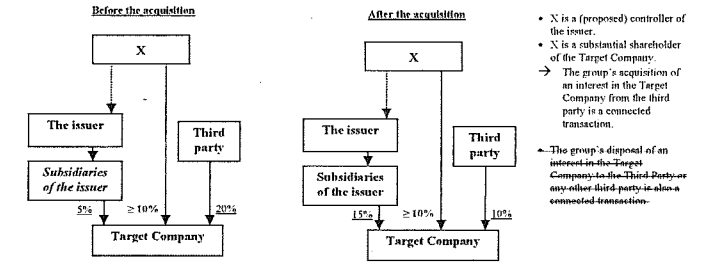 Before the acquisition
X
The issuer
Third
party
Subsidiaries
of the issuer
5%
≥ 10%
20%
Target Company
After the acquisition
X
The issuer
Third
party
Subsidiaries
of the issuer
15%
≥ 10%
10%
Target Company
• X is a (proposed) controller of
the issuer.
• X is a substantial shareholder
of the Target Company.
→ The group's acquisition of
an interest in the Target
Company from the third
party is a connected
transaction.
• The group's disposal of an
interest in the Target
Company to the Third Party or
any other third party is also a
connected transaction.